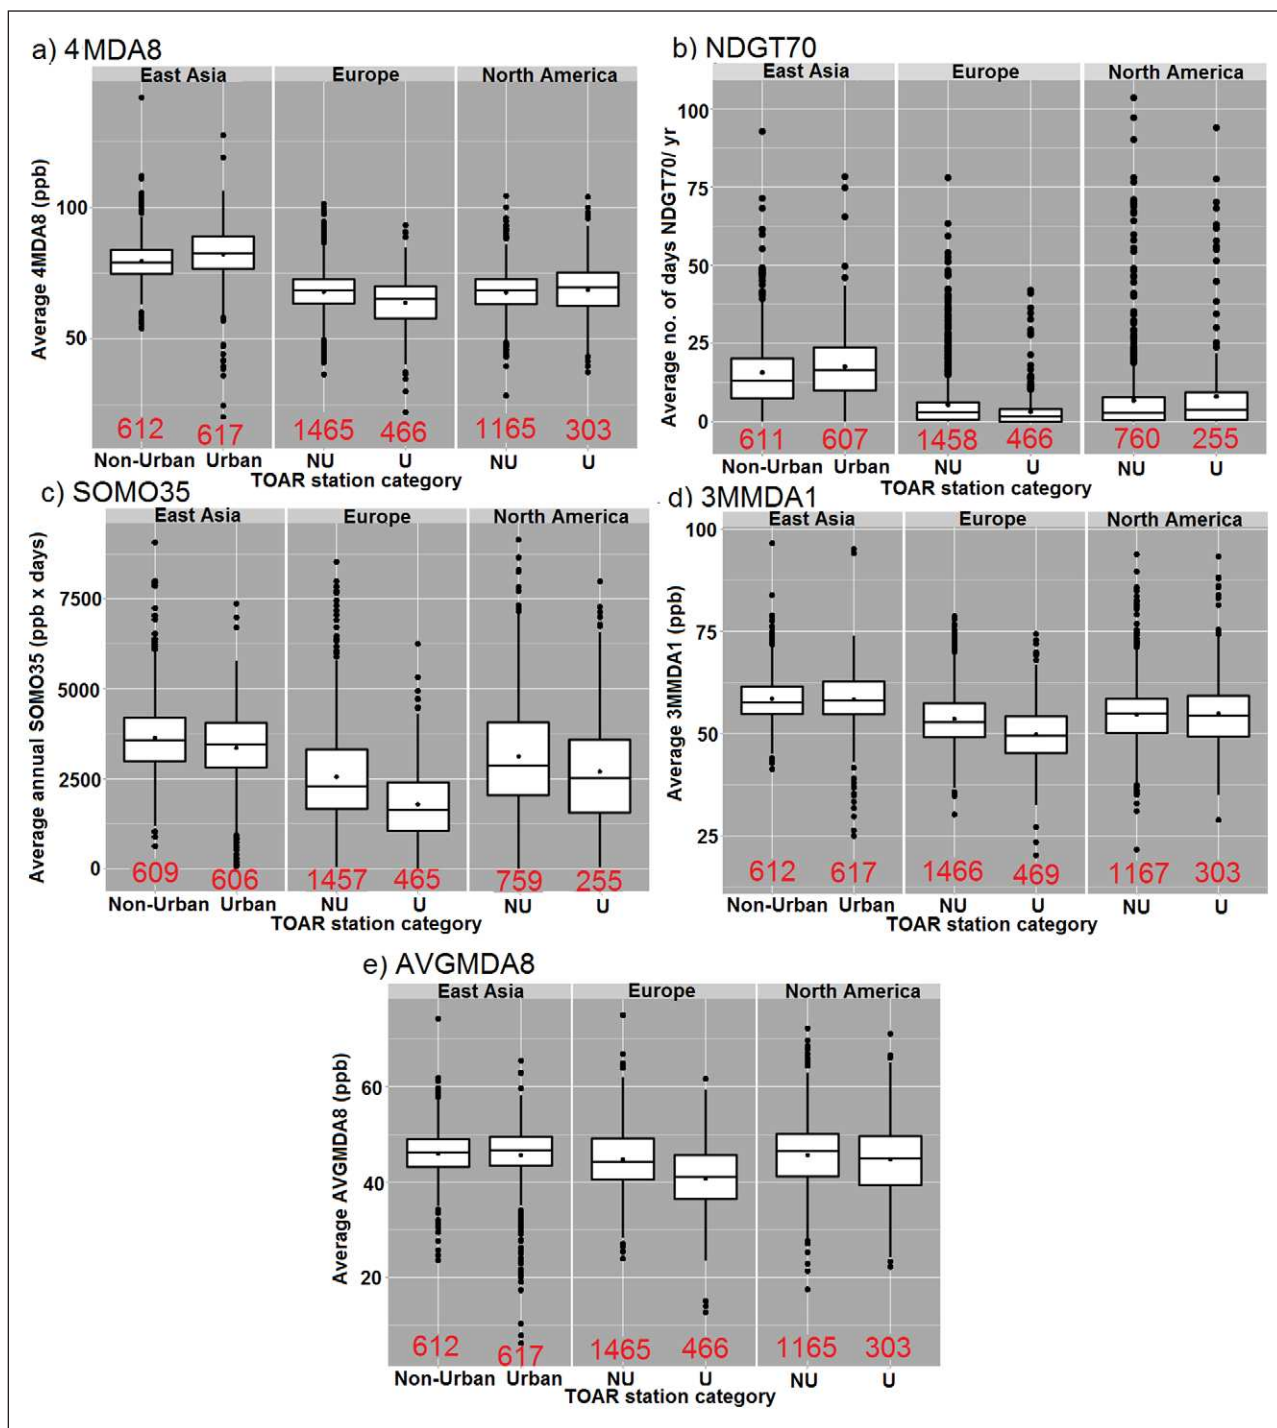 a) 4MDA8
East Asia Europe North America
Average 4MDA8 (ppb)
100
50
612 617 1465 466 1165 303
Non-Urban Urban NU U NU U
TOAR station category
b) NDGT70
East Asia Europe North America
Average no. of days NDGT70/ yr
100
75
50
25
0
611 607 1458 466 760 255
Non-Urban Urban NU U NU U
TOAR station category
c) SOMO35
East Asia Europe North America
Average annual SOMO35 (ppb x days)
7500
5000
2500
0
609 606 1457 465 759 255
Non-Urban Urban NU U NU U
TOAR station category
d) 3MMDA1
East Asia Europe North America
Average 3MMDA1 (ppb)
100
75
50
25
612 617 1466 469 1167 303
Non-Urban Urban NU U NU U
TOAR station category
e) AVGMDA8
East Asia Europe North America
Average AVGMDA8 (ppb)
60
40
20
612 617 1465 466 1165 303
Non-Urban Urban NU U NU U
TOAR station category